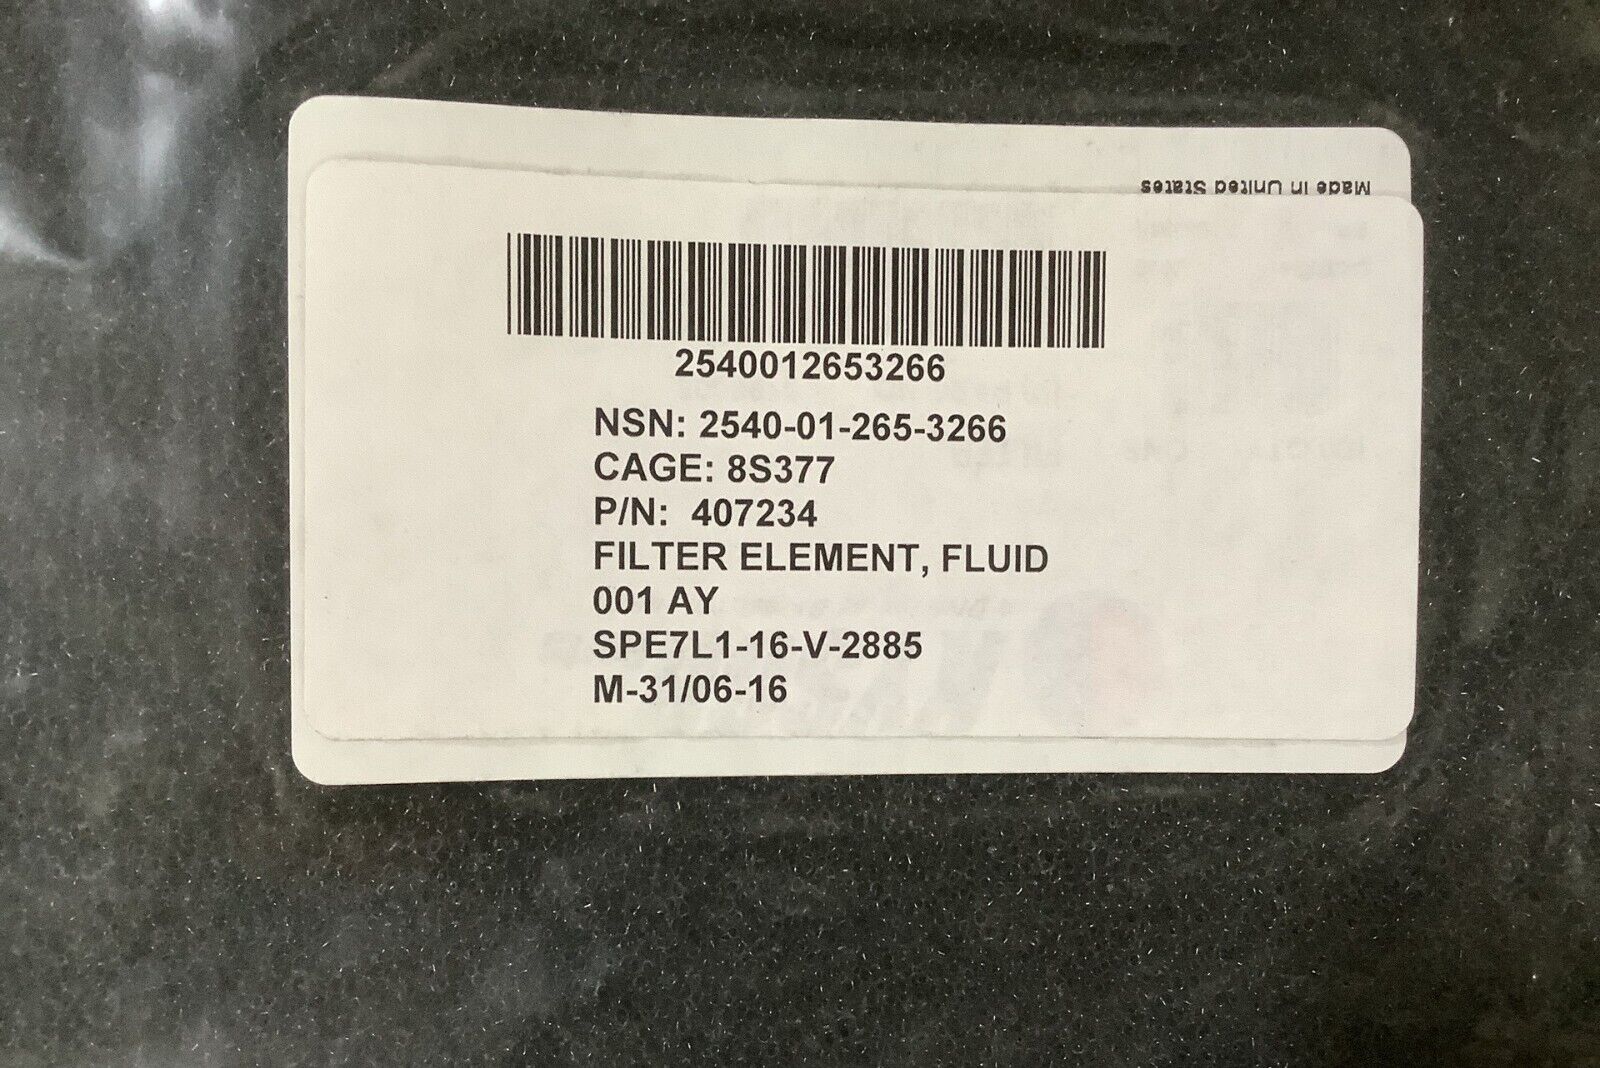 Made in United States
2540012653266
NSN: 2540-01-265-3266
CAGE: 8S377
P/N: 407234
FILTER ELEMENT, FLUID
001 AY
SPE7L1-16-V-2885
M-31/06-16